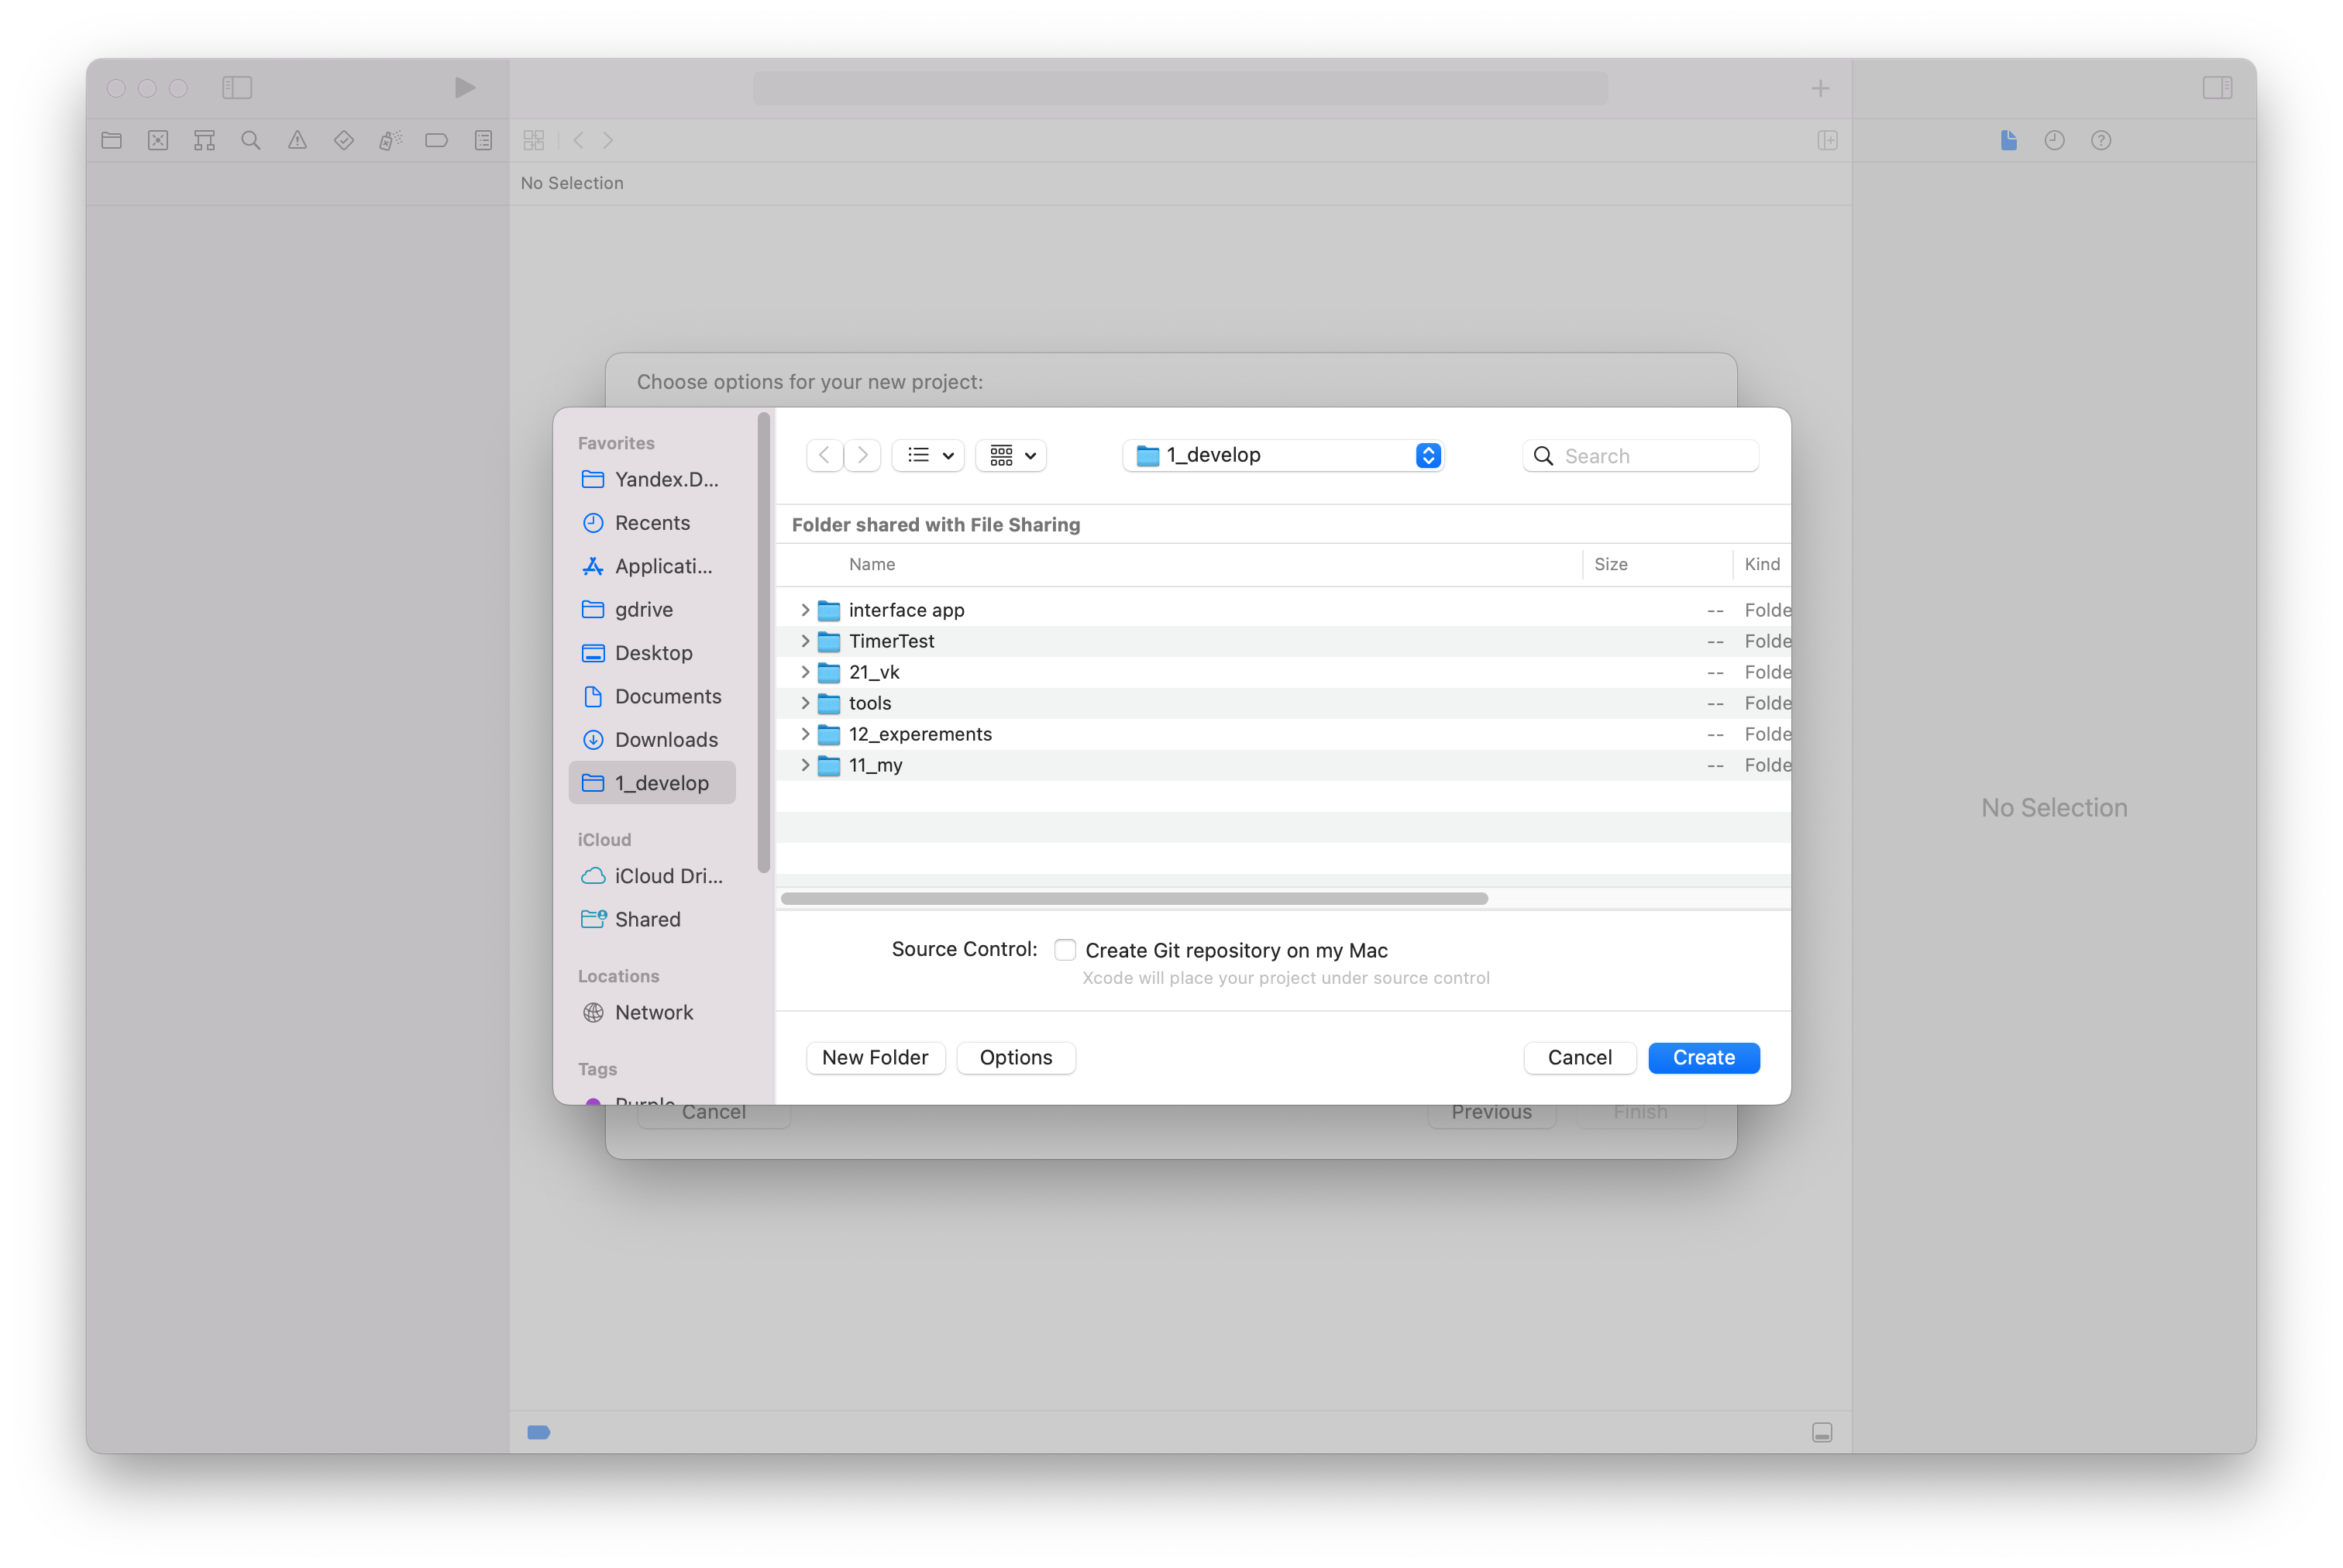 No Selection
Choose options for your new project:
Favorites
Yandex.D...
Recents
Applicati...
gdrive
Desktop
Documents
Downloads
1_develop
iCloud
iCloud Dri...
Shared
Locations
Network
Tags
Purple
1_develop
Search
Folder shared with File Sharing
Name Size Kind
interface app -- Folde
TimerTest -- Folde
21_vk -- Folde
tools -- Folde
12_experements -- Folde
11_my -- Folde
Source Control: Create Git repository on my Mac
Xcode will place your project under source control
New Folder Options Cancel Create
Cancel Previous Finish
No Selection